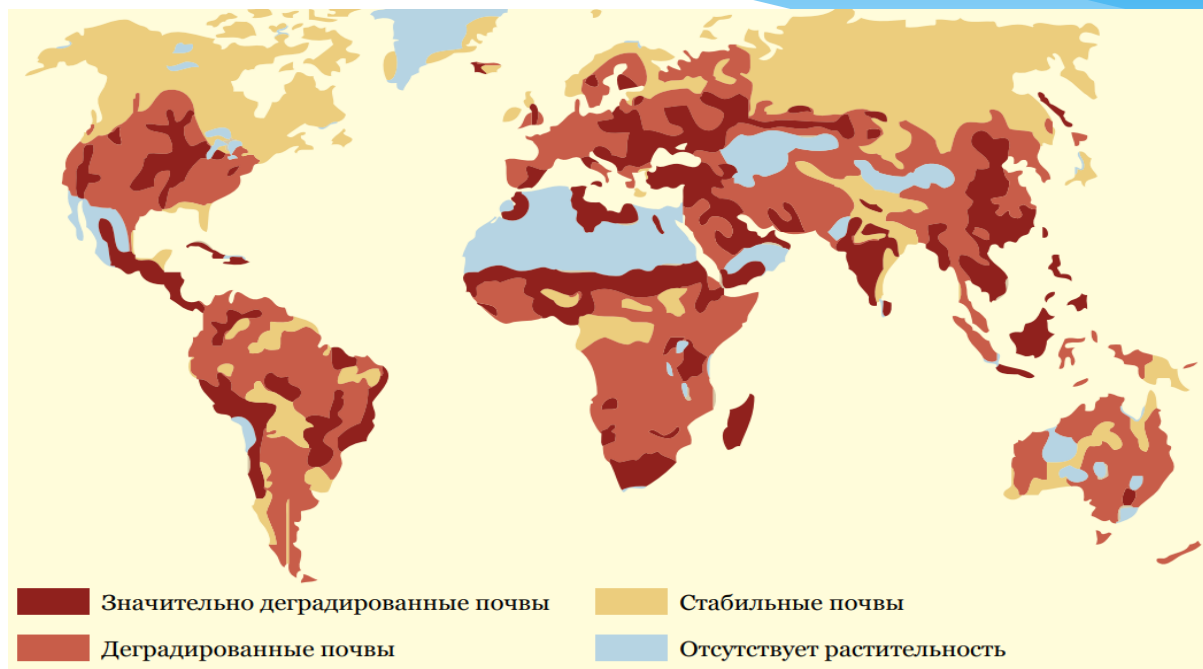 Значительно деградированные почвы
Стабильные почвы
Деградированные почвы
Отсутствует растительность